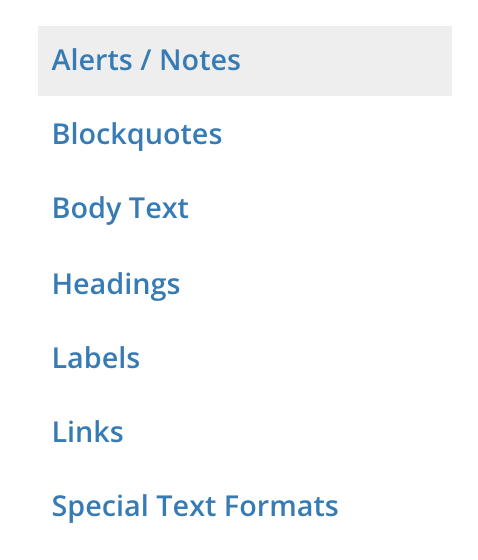 Alerts / Notes
Blockquotes
Body Text
Headings
Labels
Links
Special Text Formats